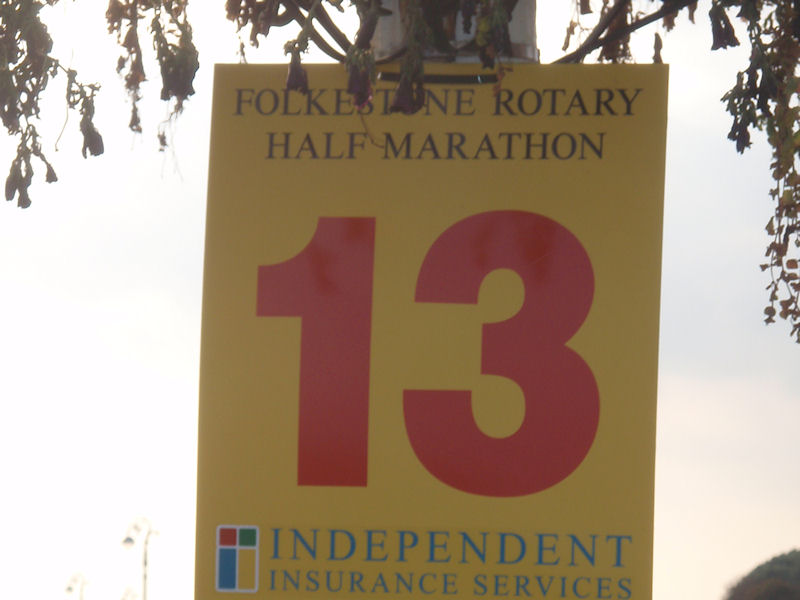 FOLKESTONE ROTARY
HALF MARATHON
13
INDEPENDENT
INSURANCE SERVICES